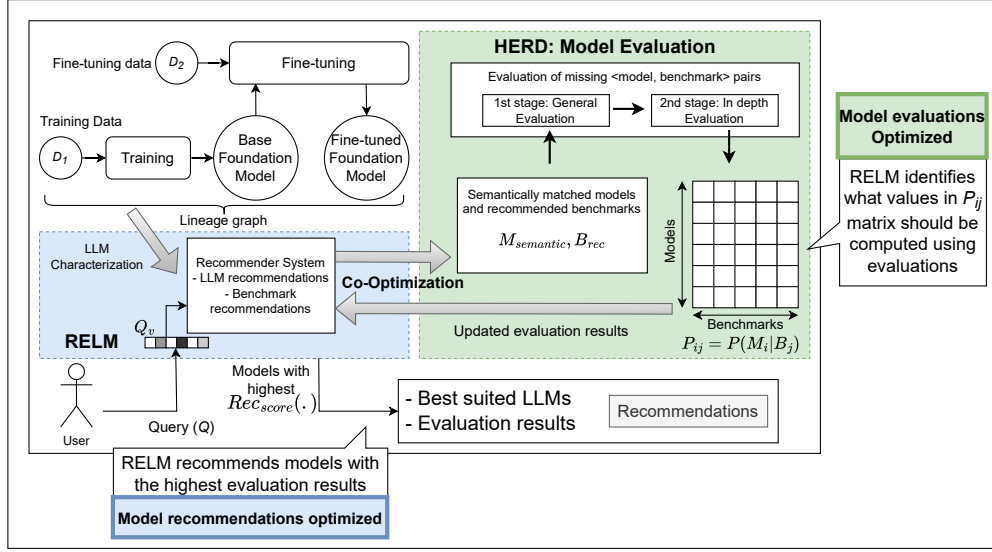 Fine-tuning data
D2
Fine-tuning
Training Data
D1
Training
Base
Foundation
Model
Fine-tuned
Foundation
Model
Lineage graph
HERD: Model Evaluation
Evaluation of missing <model, benchmark> pairs
1st stage: General
Evaluation
2nd stage: In depth
Evaluation
Semantically matched models
and recommended benchmarks
M_semantic, B_rec
Models
Benchmarks
P_ij = P(M_i|B_j)
Model evaluations
Optimized
RELM identifies
what values in P_ij
matrix should be
computed using
evaluations
LLM
Characterization
Recommender System
- LLM recommendations
- Benchmark
recommendations
Co-Optimization
Updated evaluation results
Q_v
RELM
User
Query (Q)
Models with
highest
Rec_score(.)
- Best suited LLMs
- Evaluation results
Recommendations
RELM recommends models with
the highest evaluation results
Model recommendations optimized